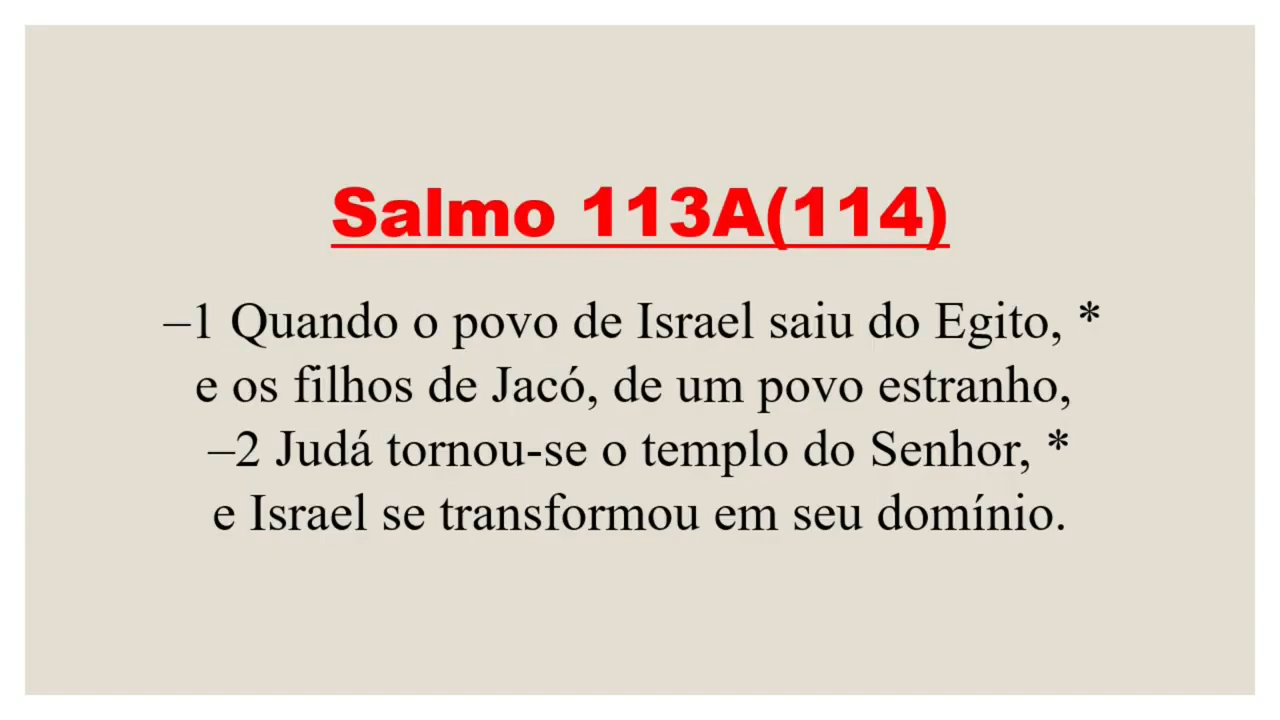 Salmo 113A(114)
–1 Quando o povo de Israel saiu do Egito, *
e os filhos de Jacó, de um povo estranho,
–2 Judá tornou-se o templo do Senhor, *
e Israel se transformou em seu domínio.